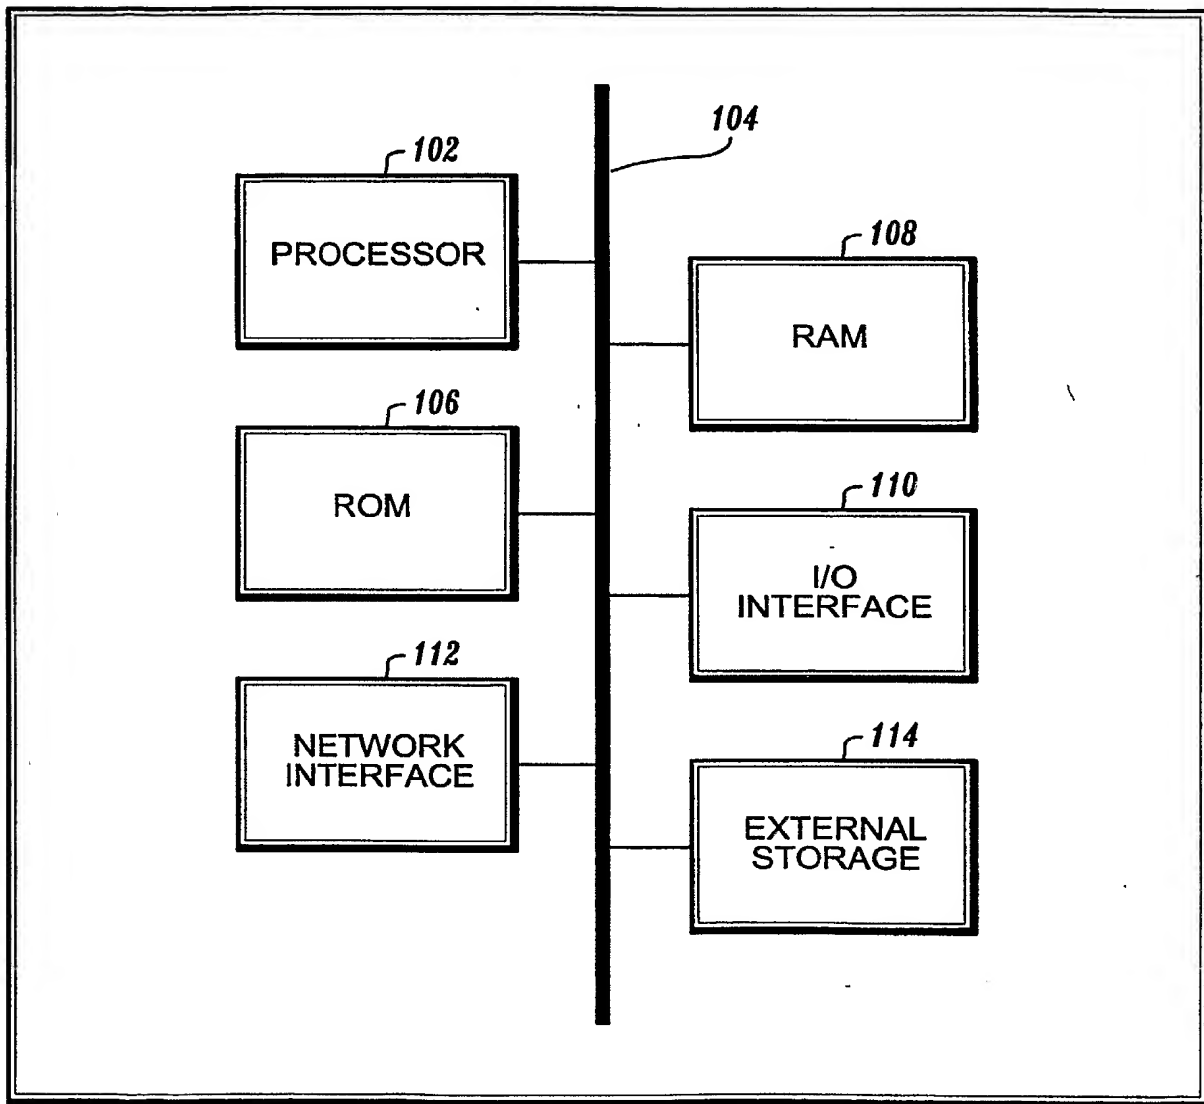 104
102
PROCESSOR
108
RAM
106
ROM
110
I/O
INTERFACE
112
NETWORK
INTERFACE
114
EXTERNAL
STORAGE